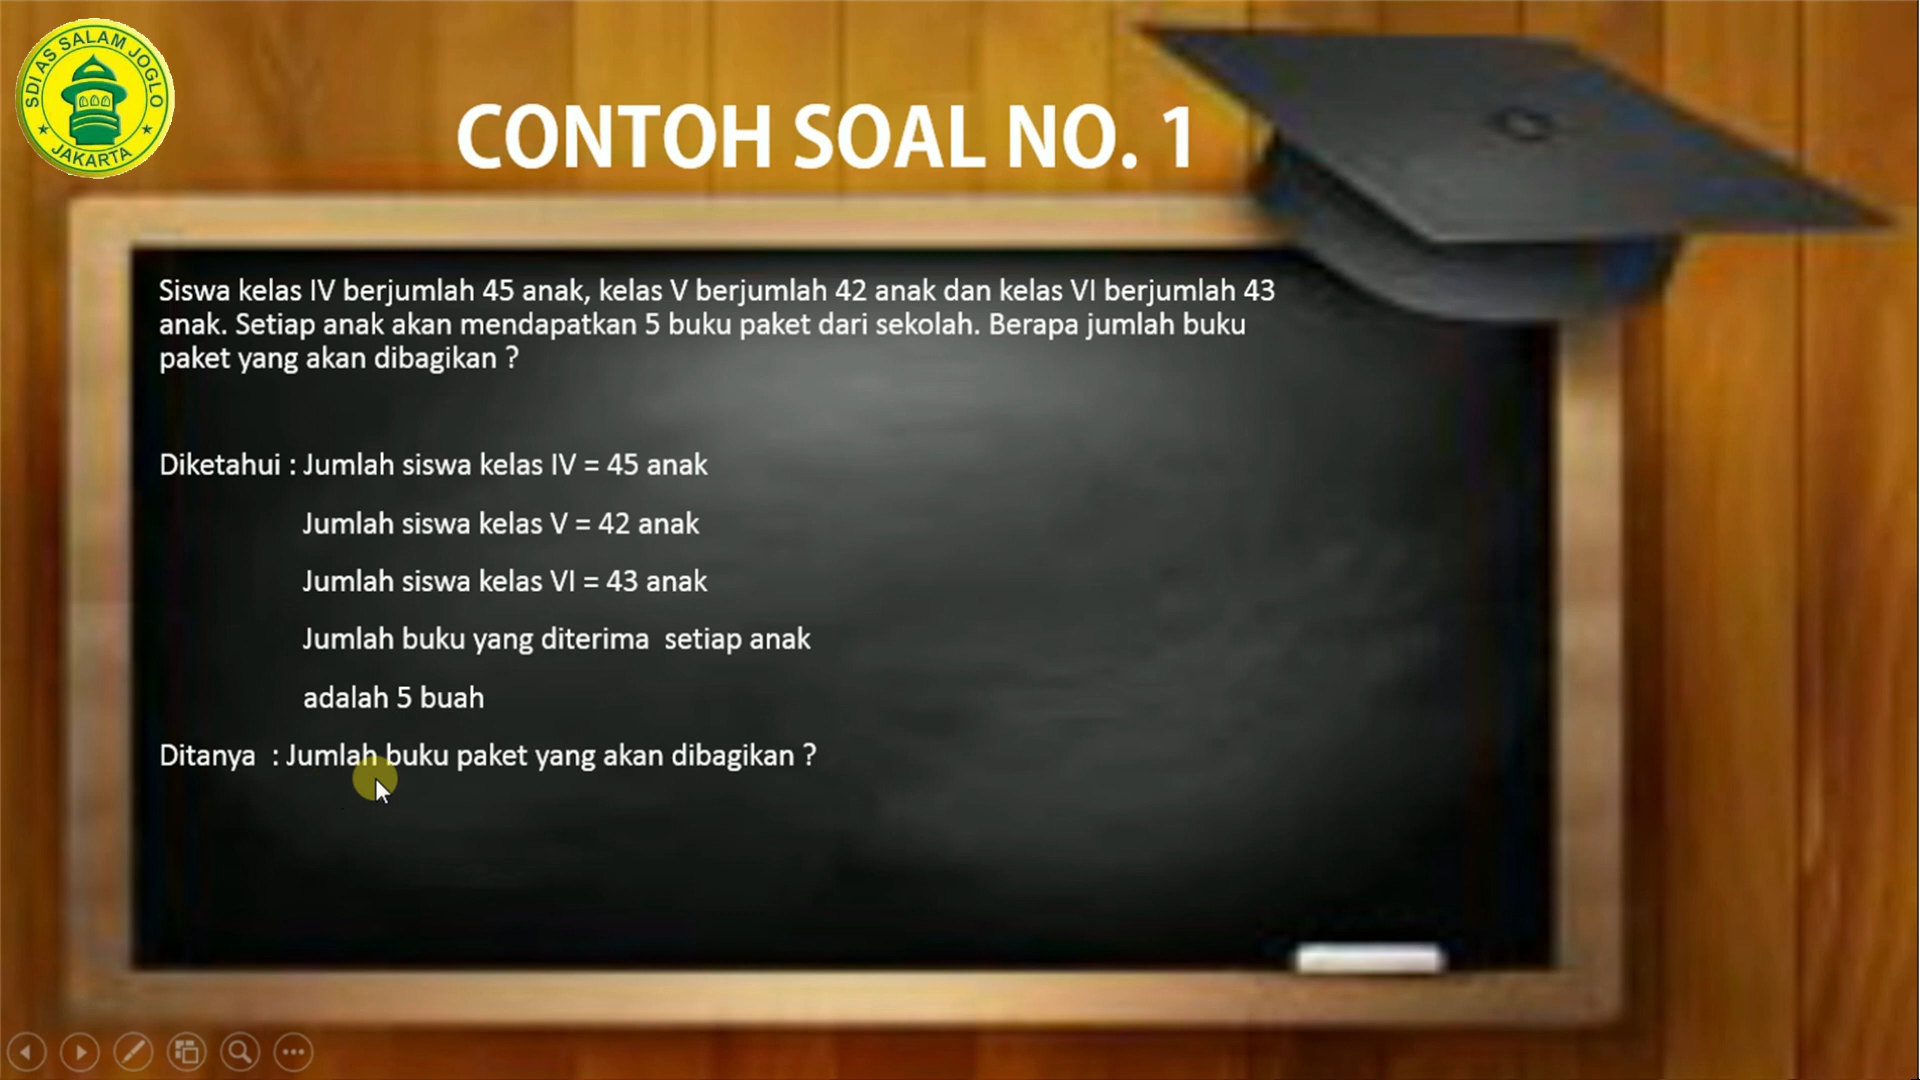 SDI AS SALAM JOGLO
JAKARTA
CONTOH SOAL NO. 1
Siswa kelas IV berjumlah 45 anak, kelas V berjumlah 42 anak dan kelas VI berjumlah 43
anak. Setiap anak akan mendapatkan 5 buku paket dari sekolah. Berapa jumlah buku
paket yang akan dibagikan ?
Diketahui : Jumlah siswa kelas IV = 45 anak
Jumlah siswa kelas V = 42 anak
Jumlah siswa kelas VI = 43 anak
Jumlah buku yang diterima  setiap anak
adalah 5 buah
Ditanya  : Jumlah buku paket yang akan dibagikan ?